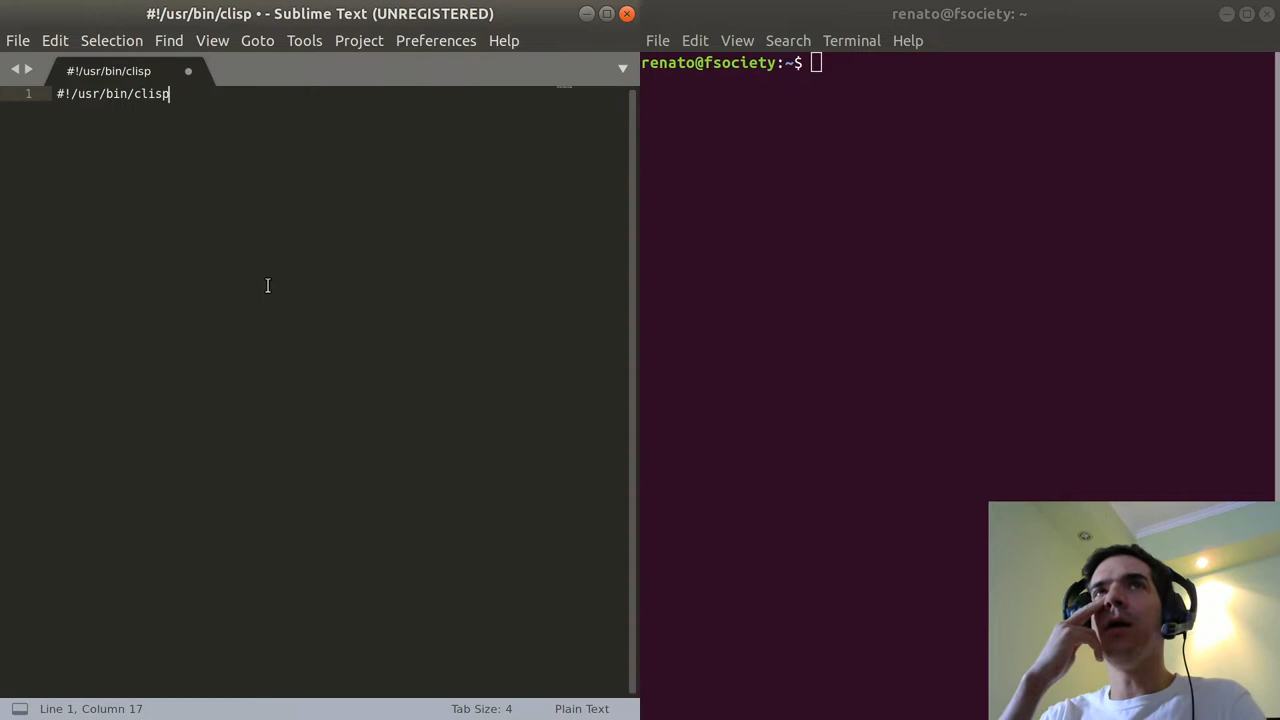 #!/usr/bin/clisp • - Sublime Text (UNREGISTERED)
File Edit Selection Find View Goto Tools Project Preferences Help
#!/usr/bin/clisp
1 #!/usr/bin/clisp
Line 1, Column 17 Tab Size: 4 Plain Text
renato@fsociety: ~
File Edit View Search Terminal Help
renato@fsociety:~$